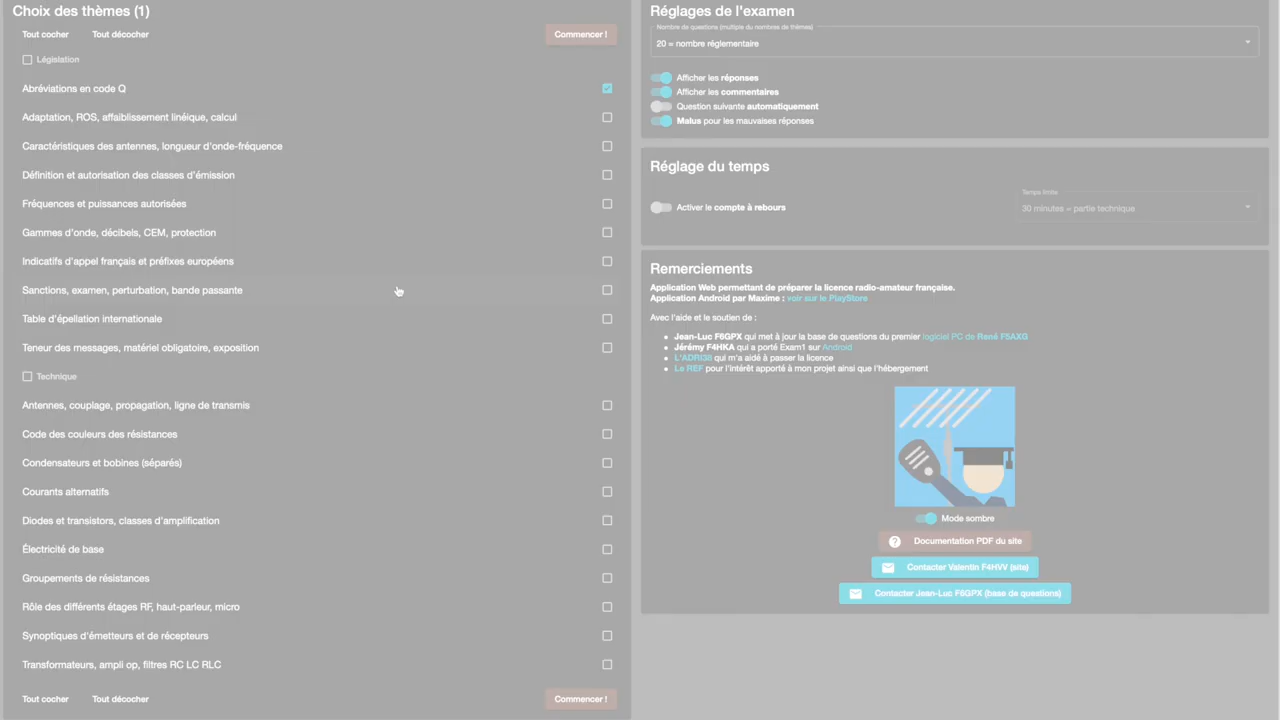 Choix des thèmes (1)
Tout cocher Tout décocher Commencer !
Législation
Abréviations en code Q
Adaptation, ROS, affaiblissement linéique, calcul
Caractéristiques des antennes, longueur d'onde-fréquence
Définition et autorisation des classes d'émission
Fréquences et puissances autorisées
Gammes d'onde, décibels, CEM, protection
Indicatifs d'appel français et préfixes européens
Sanctions, examen, perturbation, bande passante
Table d'épellation internationale
Teneur des messages, matériel obligatoire, exposition
Technique
Antennes, couplage, propagation, ligne de transmis
Code des couleurs des résistances
Condensateurs et bobines (séparés)
Courants alternatifs
Diodes et transistors, classes d'amplification
Électricité de base
Groupements de résistances
Rôle des différents étages RF, haut-parleur, micro
Synoptiques d'émetteurs et de récepteurs
Transformateurs, ampli op, filtres RC LC RLC
Tout cocher Tout décocher Commencer !
Réglages de l'examen
Nombre de questions (multiple du nombres de thèmes)
20 = nombre réglementaire
Afficher les réponses
Afficher les commentaires
Question suivante automatiquement
Malus pour les mauvaises réponses
Réglage du temps
Activer le compte à rebours
Temps limite
30 minutes = partie technique
Remerciements
Application Web permettant de préparer la licence radio-amateur française.
Application Android par Maxime : voir sur le PlayStore
Avec l'aide et le soutien de :
Jean-Luc F6GPX qui met à jour la base de questions du premier logiciel PC de René F5AXG
Jérémy F4HKA qui a porté Exam1 sur Android
L'ADRI38 qui m'a aidé à passer la licence
Le REF pour l'intérêt apporté à mon projet ainsi que l'hébergement
Mode sombre
Documentation PDF du site
Contacter Valentin F4HVV (site)
Contacter Jean-Luc F6GPX (base de questions)